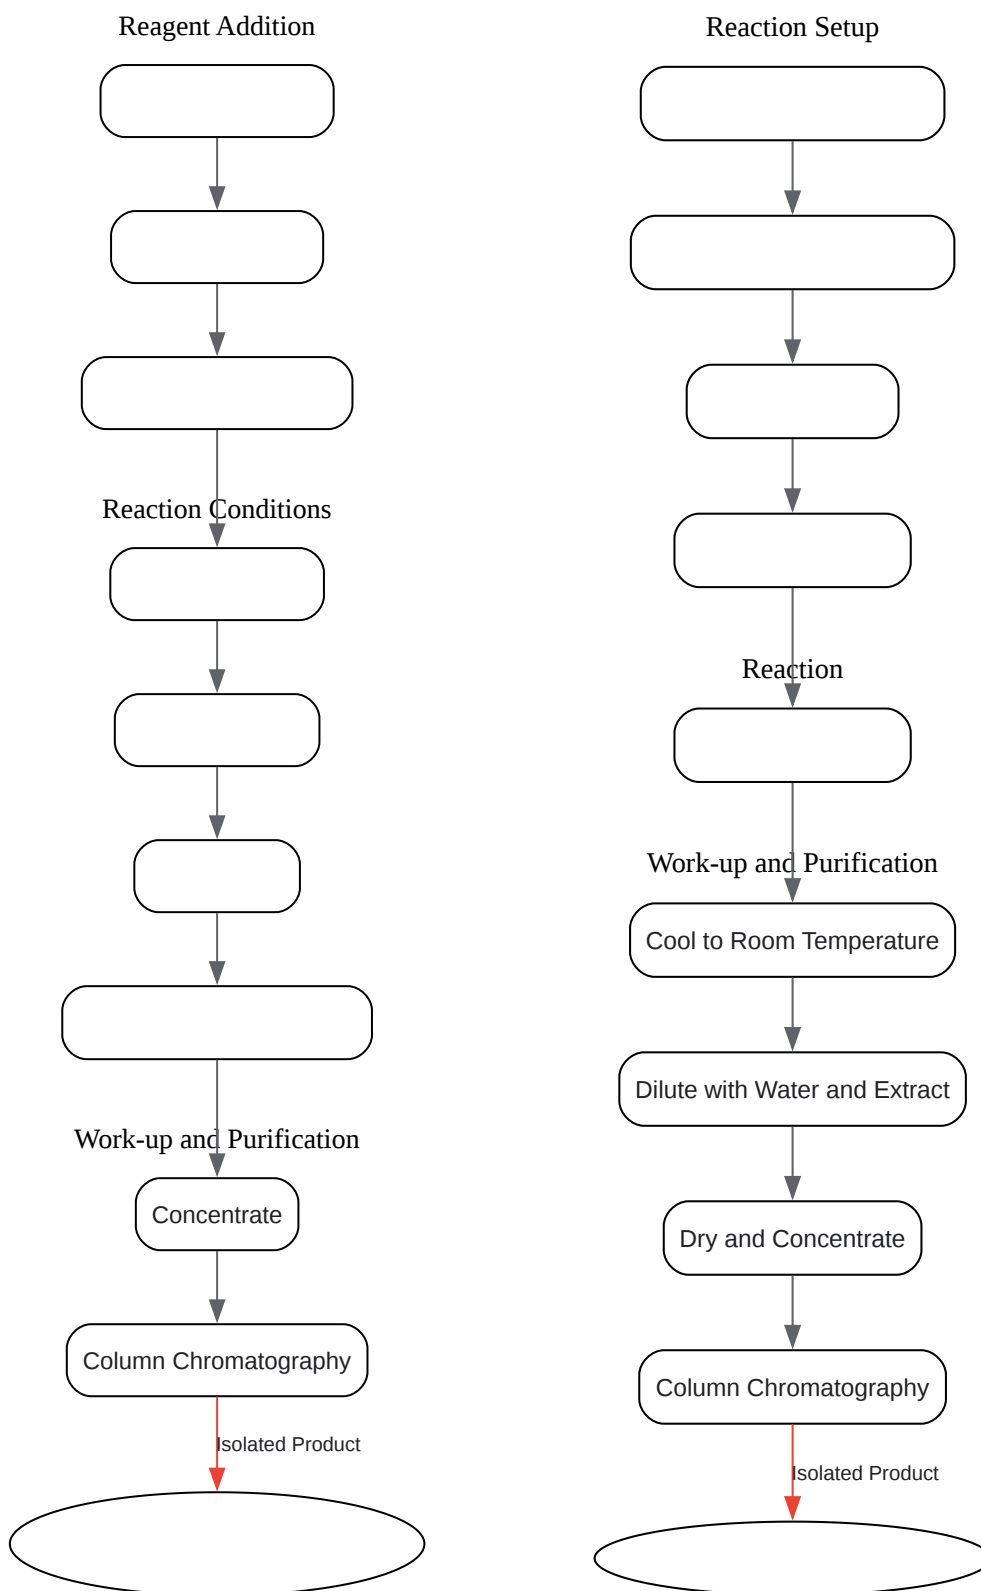 Reagent Addition
Reaction Conditions
Work-up and Purification
Concentrate
Column Chromatography
Isolated Product
Reaction Setup
Reaction
Work-up and Purification
Cool to Room Temperature
Dilute with Water and Extract
Dry and Concentrate
Column Chromatography
Isolated Product